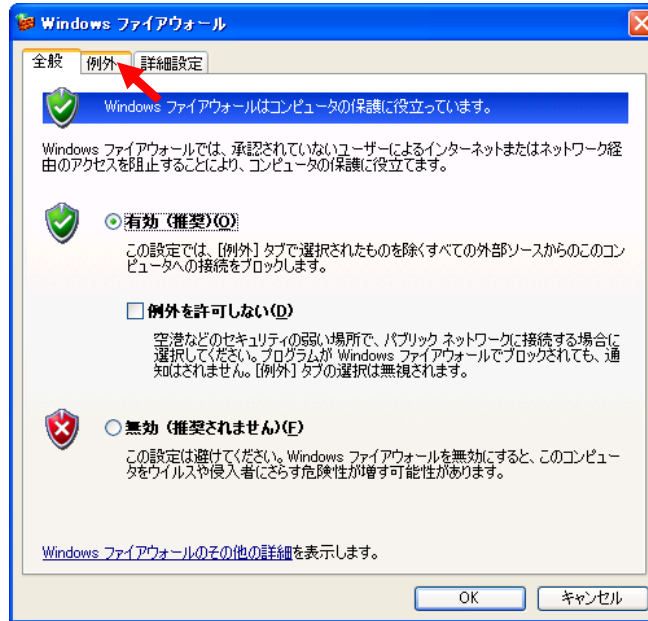 Windows ファイアウォール
全般 例外 詳細設定
Windows ファイアウォールはコンピュータの保護に役立っています。
Windows ファイアウォールでは、承認されていないユーザーによるインターネットまたはネットワーク経
由のアクセスを阻止することにより、コンピュータの保護に役立てます。
有効 (推奨)(O)
この設定では、[例外] タブで選択されたものを除くすべての外部ソースからのこのコン
ピュータへの接続をブロックします。
例外を許可しない(D)
空港などのセキュリティの弱い場所で、パブリック ネットワークに接続する場合に
選択してください。プログラムが Windows ファイアウォールでブロックされても、通
知はされません。[例外] タブの選択は無視されます。
無効 (推奨されません)(F)
この設定は避けてください。Windows ファイアウォールを無効にすると、このコンピュー
タをウイルスや侵入者にさらす危険性が増す可能性があります。
Windows ファイアウォールのその他の詳細を表示します。
OK キャンセル